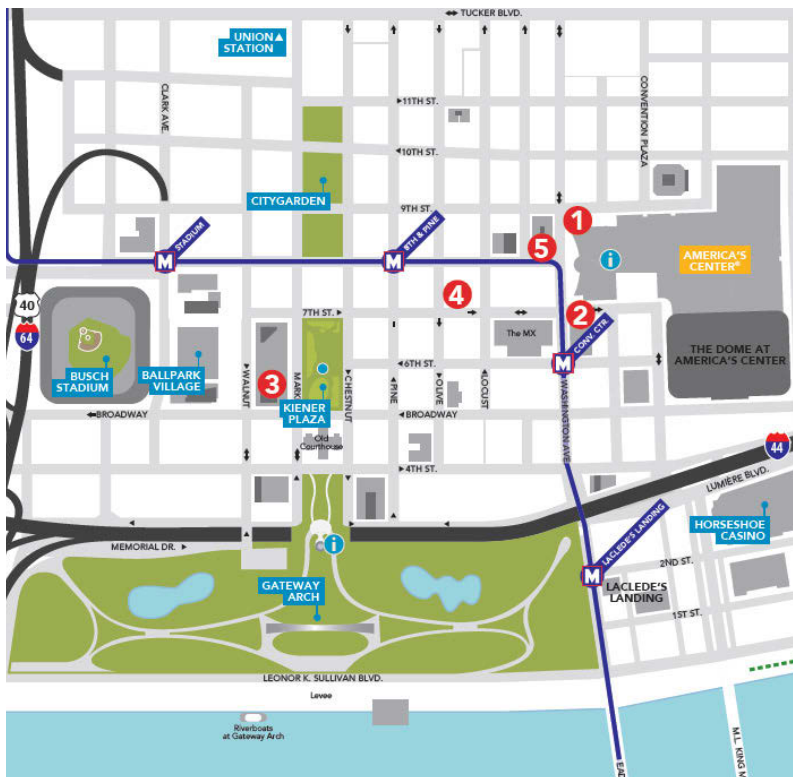 TUCKER BLVD.
UNION
STATION
CLARK AVE.
CONVENTION PLAZA
11TH ST.
10TH ST.
CITYGARDEN
9TH ST.
1
STADIUM
8TH & PINE
5
i
AMERICA'S
CENTER®
M
M
4
40
64
7TH ST.
2
The MX
CONV. CTR
M
THE DOME AT
AMERICA'S CENTER
BUSCH
STADIUM
BALLPARK
VILLAGE
WALNUT
3
MARK
KIENER
PLAZA
CHESTNUT
6TH ST.
PINE
OLIVE
LOCUST
WASHINGTON AVE.
BROADWAY
BROADWAY
Old
Courthouse
4TH ST.
44
LUMIÈRE BLVD.
HORSESHOE
CASINO
MEMORIAL DR.
i
LACLEDE'S LANDING
M
2ND ST.
LACLEDE'S
LANDING
GATEWAY
ARCH
1ST ST.
LEONOR K. SULLIVAN BLVD.
Levee
Riverboats
at Gateway Arch
EAD
M.L. KING M